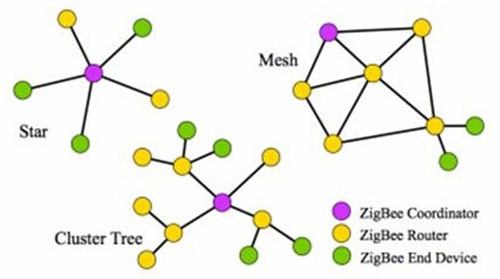 Mesh
Star
Cluster Tree
ZigBee Coordinator
ZigBee Router
ZigBee End Device